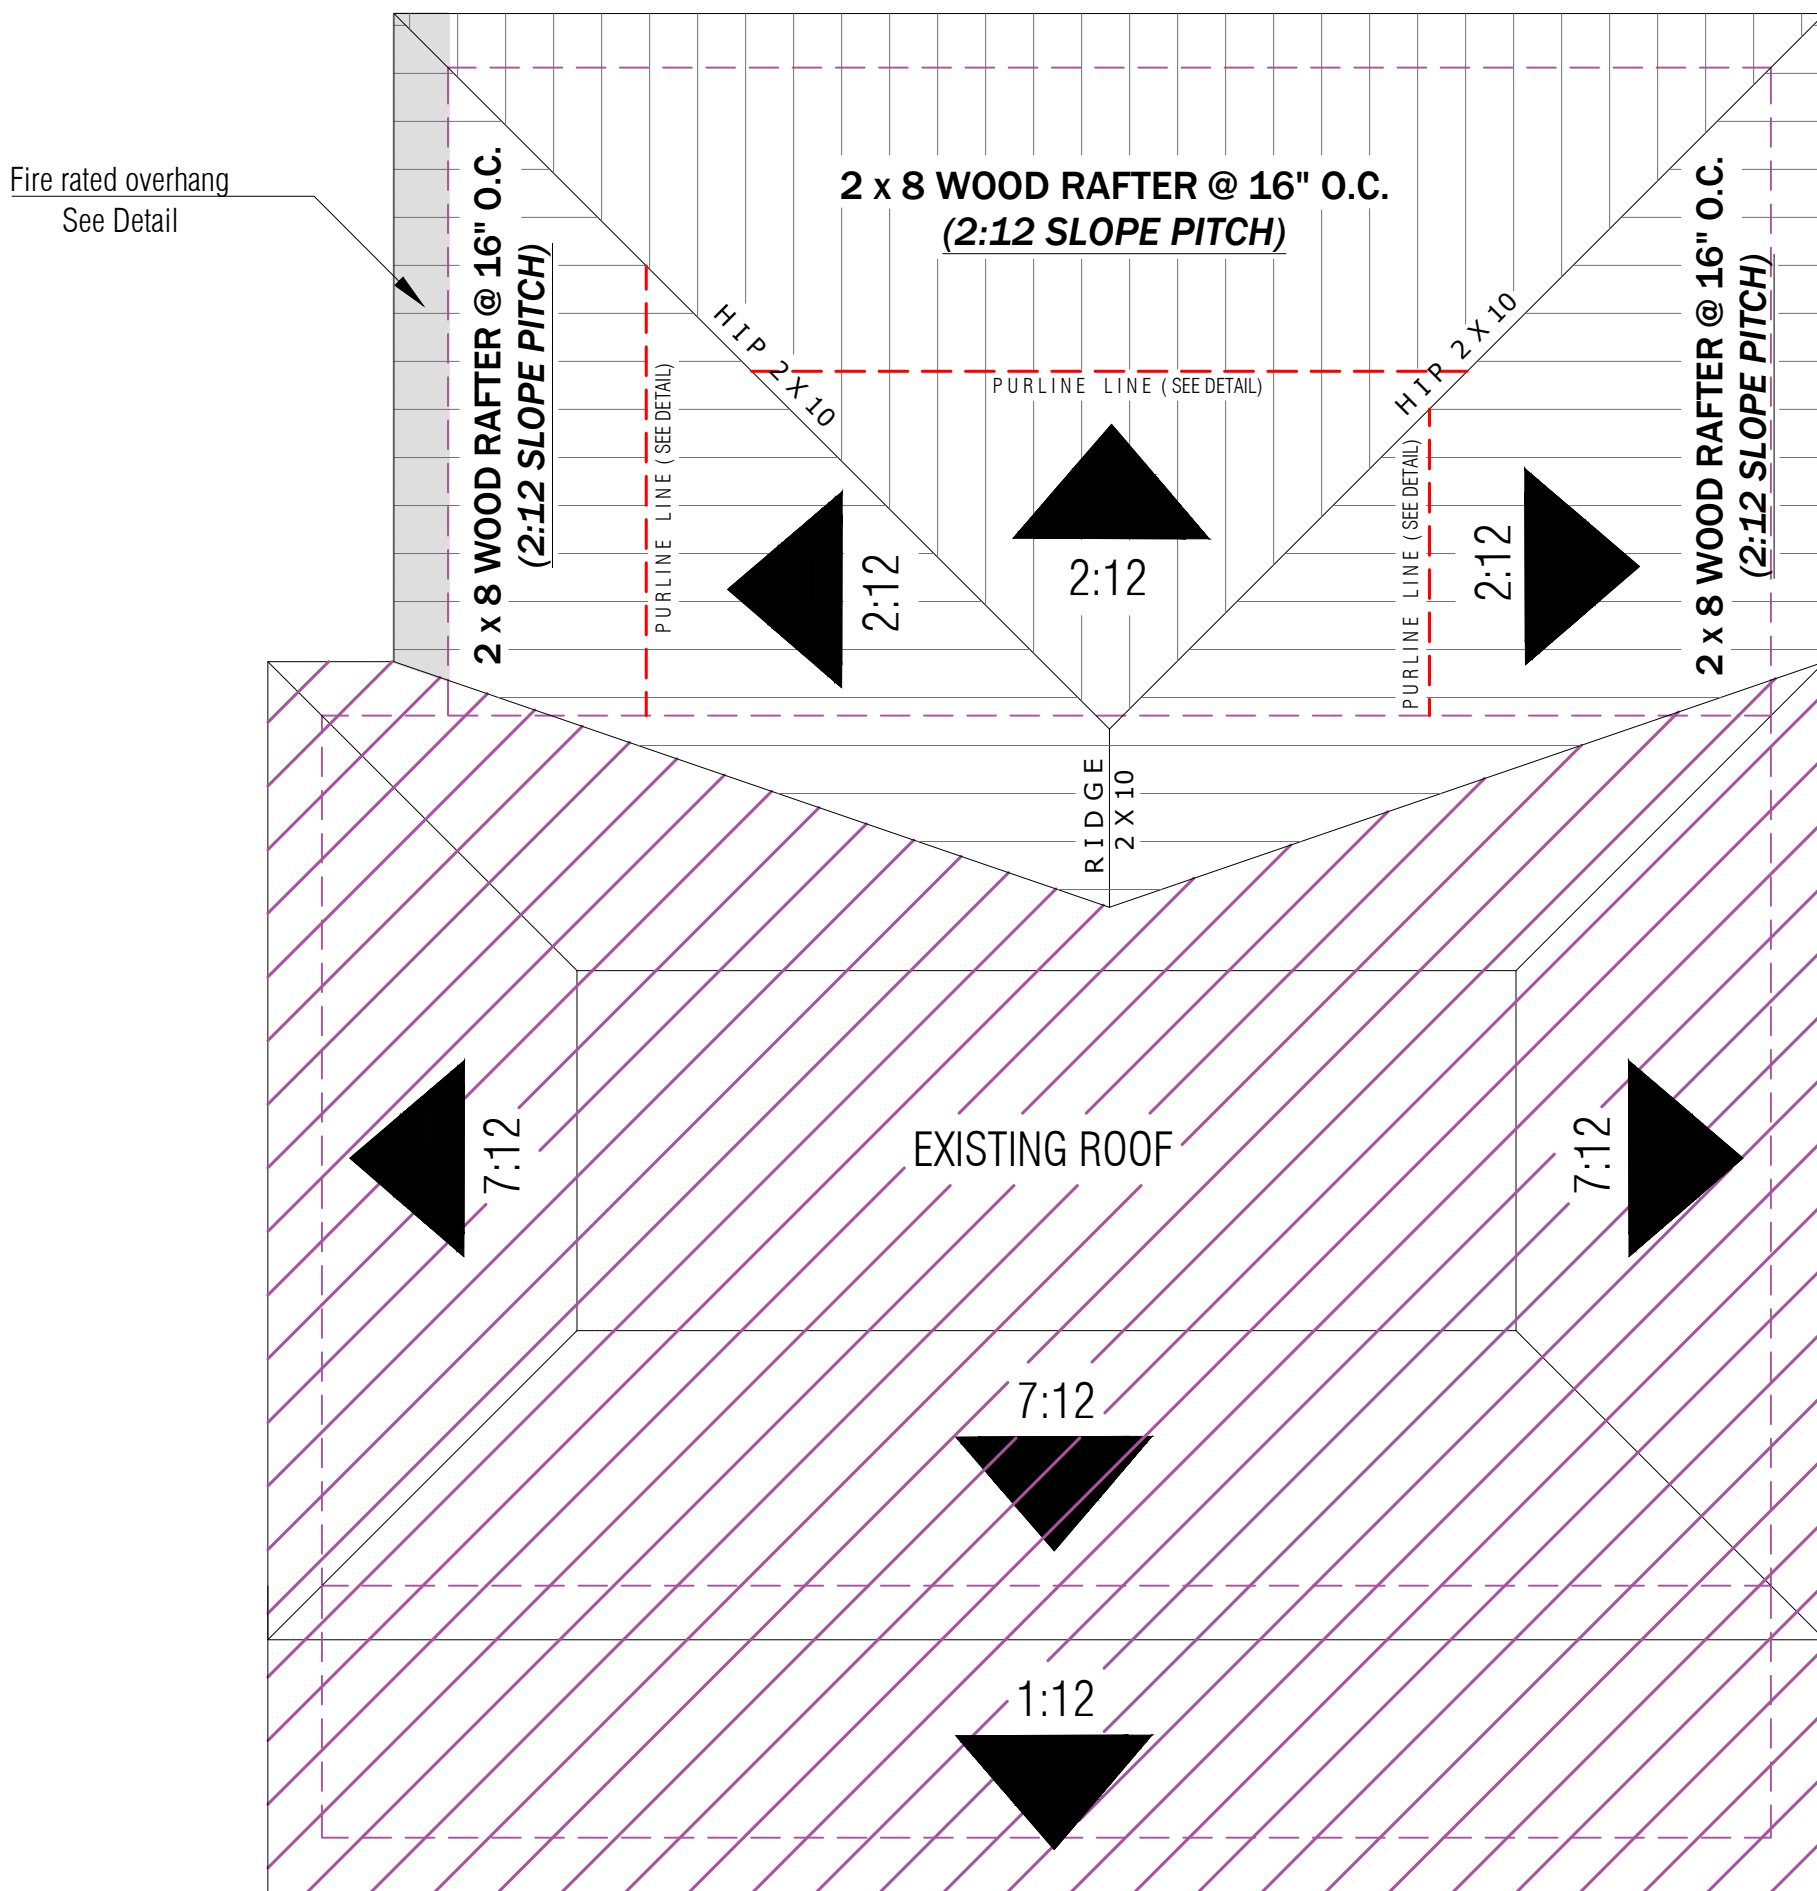 Fire rated overhang
See Detail
2 x 8 WOOD RAFTER @ 16" O.C.
(2:12 SLOPE PITCH)
2 x 8 WOOD RAFTER @ 16" O.C.
(2:12 SLOPE PITCH)
2 x 8 WOOD RAFTER @ 16" O.C.
(2:12 SLOPE PITCH)
HIP 2 X 10
HIP 2 X 10
PURLINE LINE ( SEE DETAIL)
PURLINE LINE ( SEE DETAIL)
PURLINE LINE ( SEE DETAIL)
2:12
2:12
2:12
RIDGE
2 X 10
7:12
EXISTING ROOF
7:12
7:12
1:12